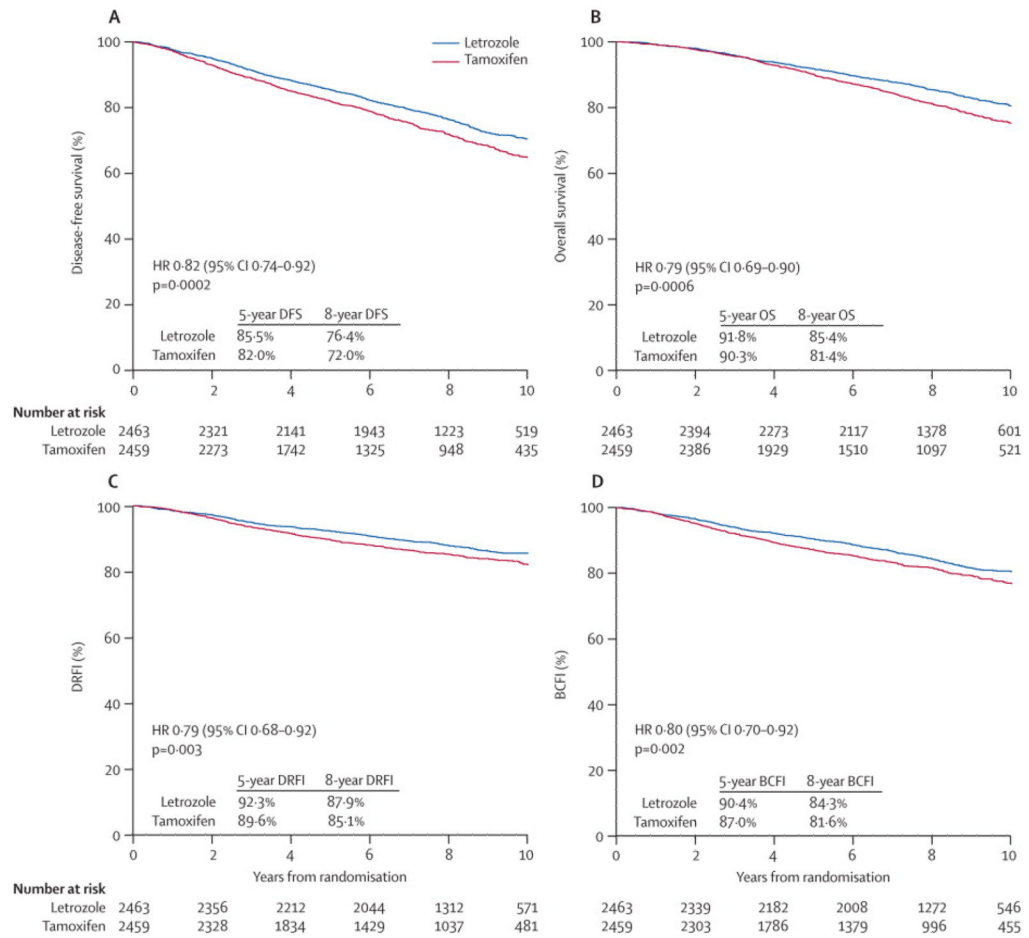 A
100
80
60
40
20
0
Disease-free survival (%)
Letrozole
Tamoxifen
HR 0·82 (95% CI 0·74–0·92)
p=0·0002
5-year DFS 8-year DFS
Letrozole 85·5% 76·4%
Tamoxifen 82·0% 72·0%
0 2 4 6 8 10
Number at risk
Letrozole 2463 2321 2141 1943 1223 519
Tamoxifen 2459 2273 1742 1325 948 435
B
100
80
60
40
20
0
Overall survival (%)
HR 0·79 (95% CI 0·69–0·90)
p=0·0006
5-year OS 8-year OS
Letrozole 91·8% 85·4%
Tamoxifen 90·3% 81·4%
0 2 4 6 8 10
2463 2394 2273 2117 1378 601
2459 2386 1929 1510 1097 521
C
100
80
60
40
20
0
DRFI (%)
HR 0·79 (95% CI 0·68–0·92)
p=0·003
5-year DRFI 8-year DRFI
Letrozole 92·3% 87·9%
Tamoxifen 89·6% 85·1%
0 2 4 6 8 10
Years from randomisation
Number at risk
Letrozole 2463 2356 2212 2044 1312 571
Tamoxifen 2459 2328 1834 1429 1037 481
D
100
80
60
40
20
0
BCFI (%)
HR 0·80 (95% CI 0·70–0·92)
p=0·002
5-year BCFI 8-year BCFI
Letrozole 90·4% 84·3%
Tamoxifen 87·0% 81·6%
0 2 4 6 8 10
Years from randomisation
2463 2339 2182 2008 1272 546
2459 2303 1786 1379 996 455